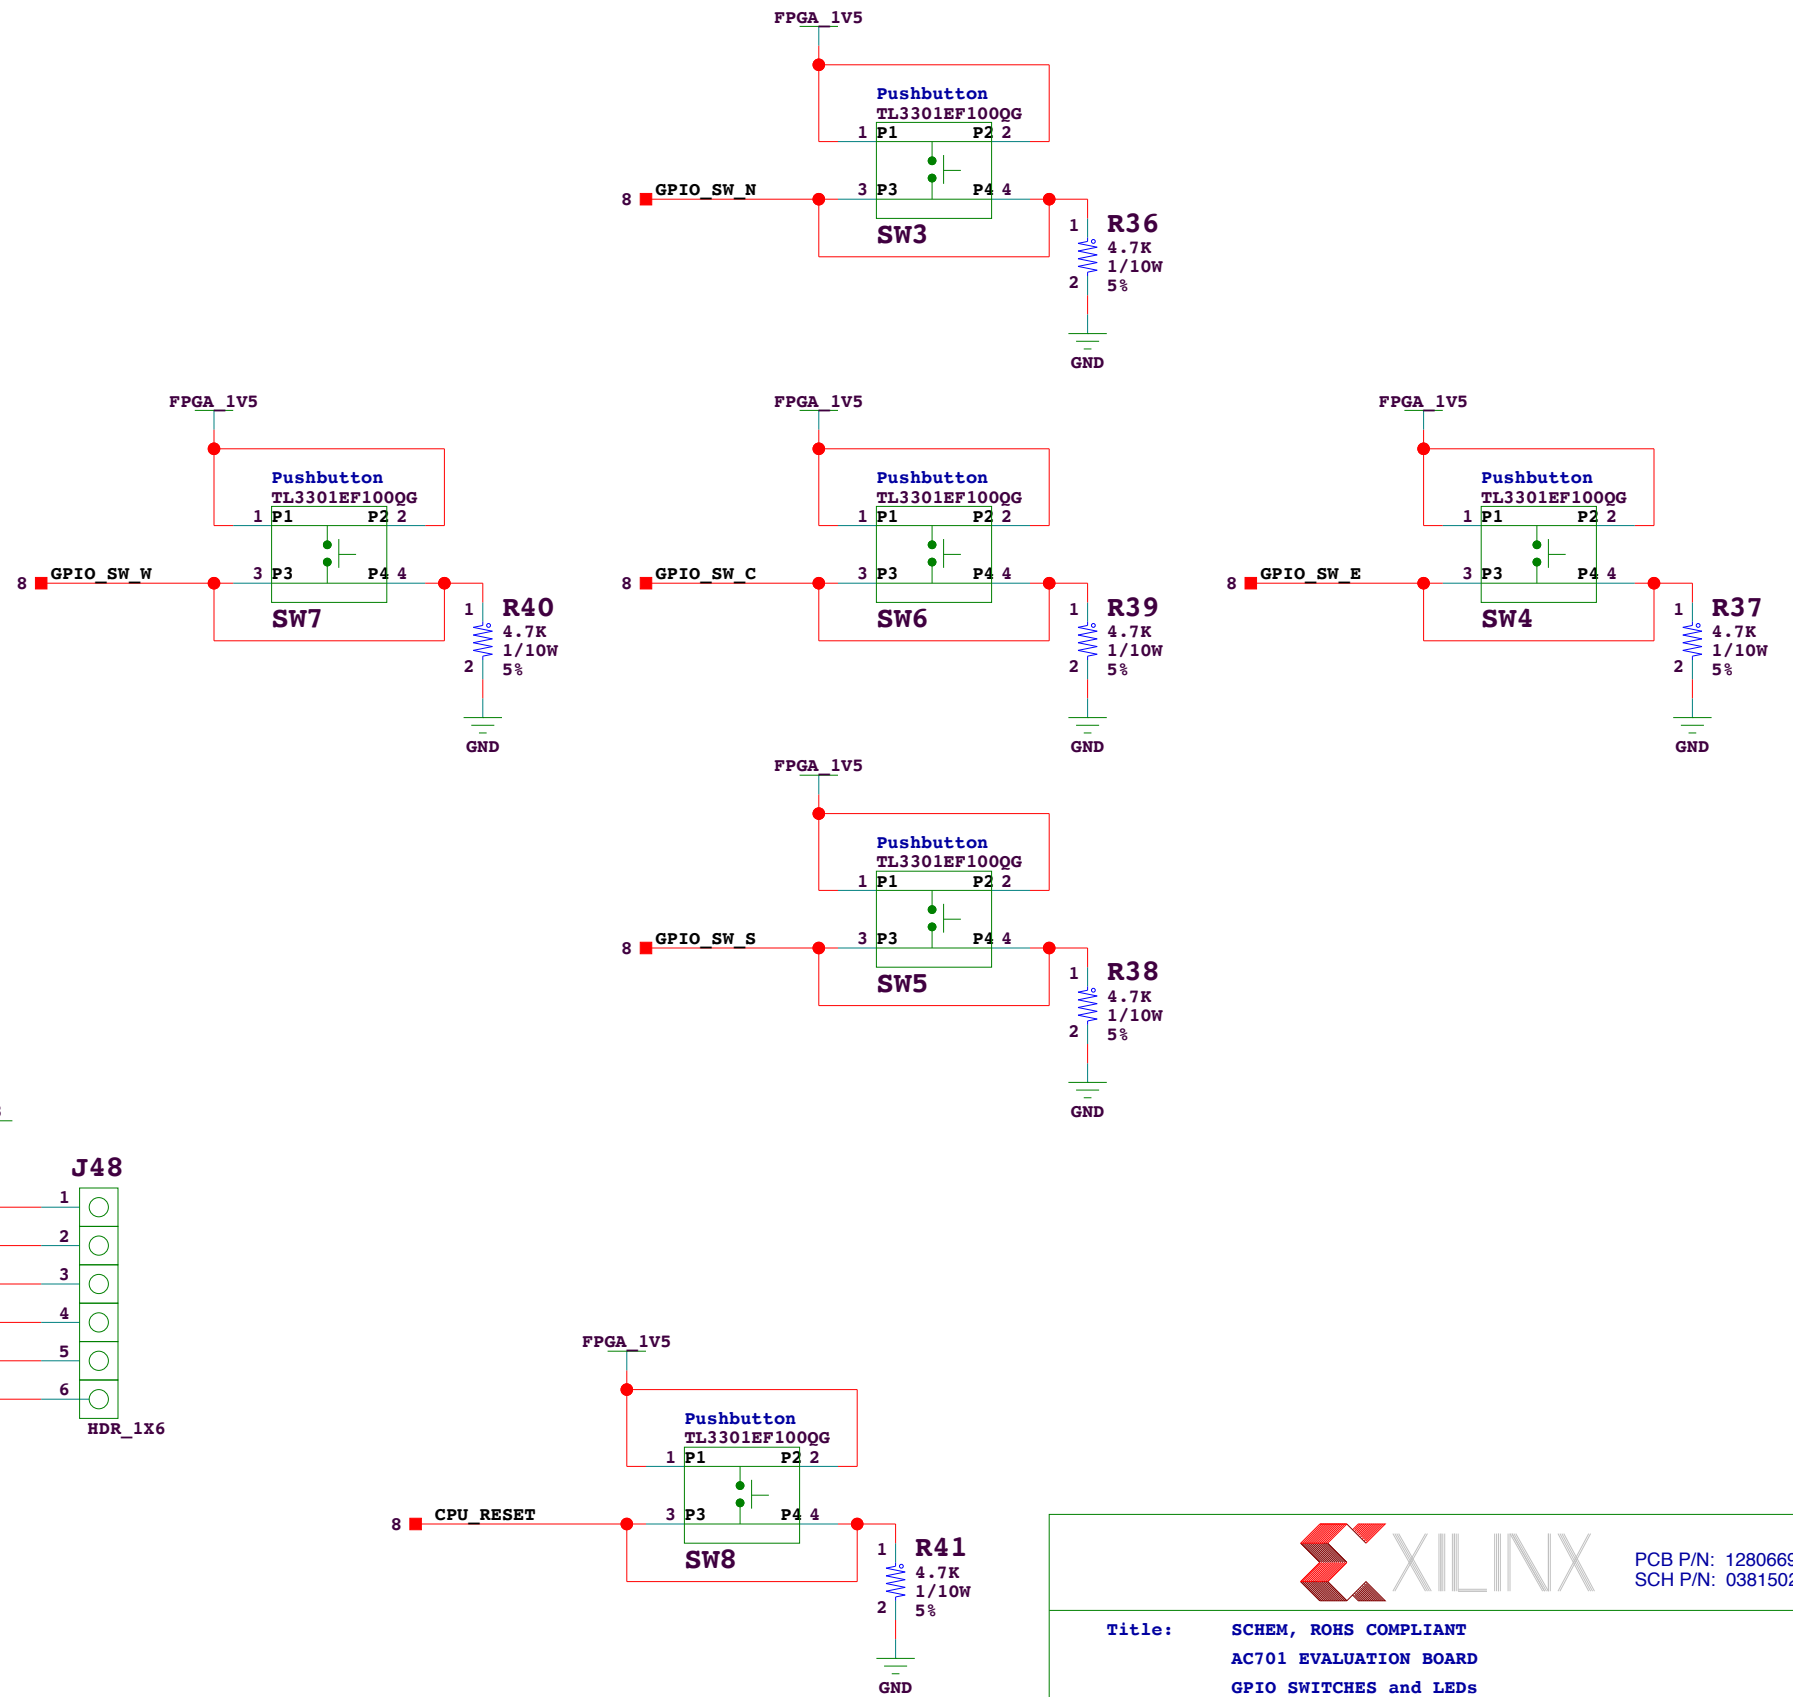 FPGA_1V5
Pushbutton
TL3301EF100QG
1 P1 P2 2
8 GPIO_SW_N 3 P3 P4 4
SW3
1 R36
4.7K
1/10W
2 5%
GND
FPGA_1V5
Pushbutton
TL3301EF100QG
1 P1 P2 2
8 GPIO_SW_W 3 P3 P4 4
SW7
1 R40
4.7K
1/10W
2 5%
GND
FPGA_1V5
Pushbutton
TL3301EF100QG
1 P1 P2 2
8 GPIO_SW_C 3 P3 P4 4
SW6
1 R39
4.7K
1/10W
2 5%
GND
FPGA_1V5
Pushbutton
TL3301EF100QG
1 P1 P2 2
8 GPIO_SW_E 3 P3 P4 4
SW4
1 R37
4.7K
1/10W
2 5%
GND
FPGA_1V5
Pushbutton
TL3301EF100QG
1 P1 P2 2
8 GPIO_SW_S 3 P3 P4 4
SW5
1 R38
4.7K
1/10W
2 5%
GND
J48
1
2
3
4
5
6
HDR_1X6
FPGA_1V5
Pushbutton
TL3301EF100QG
1 P1 P2 2
8 CPU_RESET 3 P3 P4 4
SW8
1 R41
4.7K
1/10W
2 5%
GND
XILINX
PCB P/N: 1280669
SCH P/N: 0381502
Title: SCHEM, ROHS COMPLIANT
AC701 EVALUATION BOARD
GPIO SWITCHES and LEDs